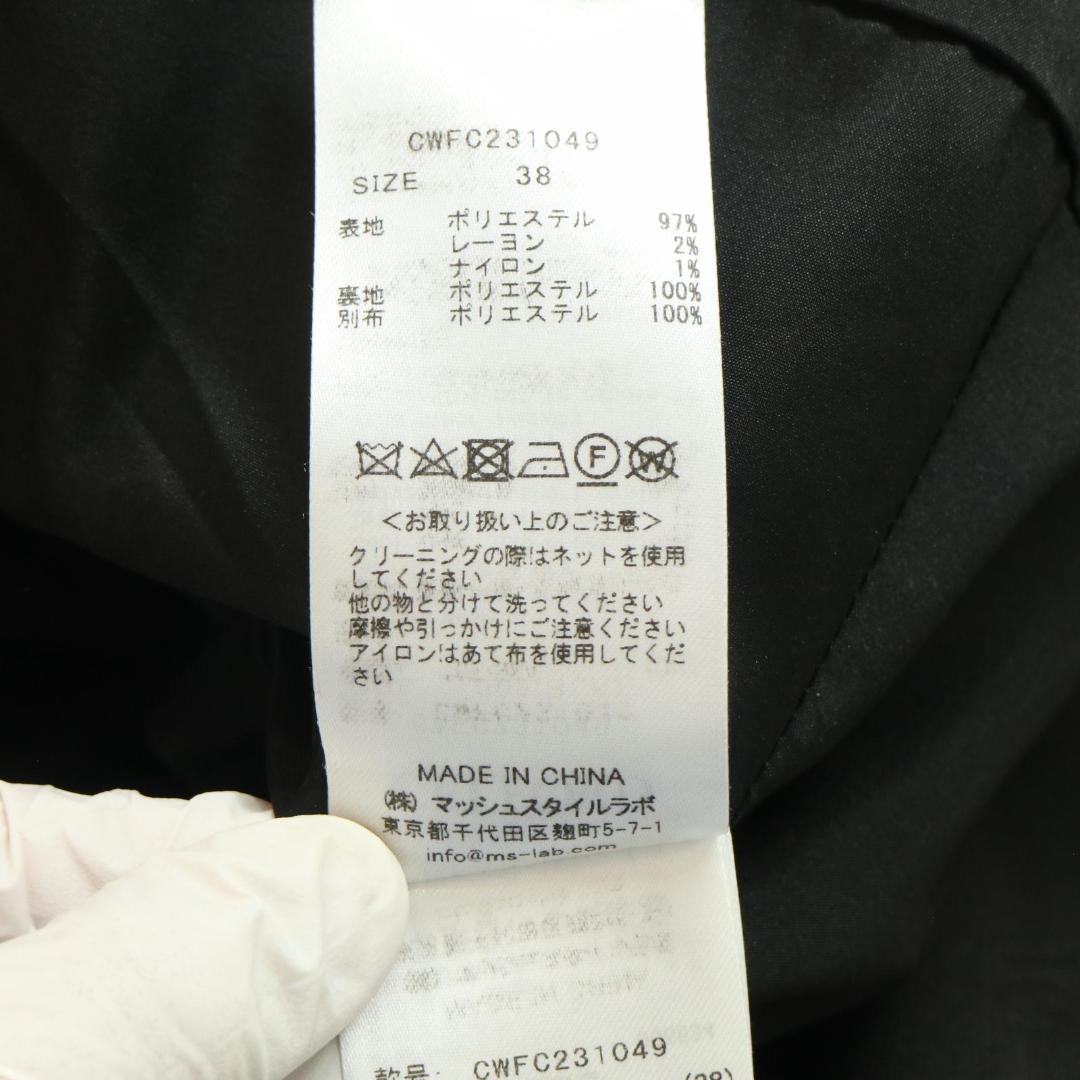 CWFC231049
SIZE 38
表地 ポリエステル 97%
レーヨン 2%
ナイロン 1%
裏地 ポリエステル 100%
別布 ポリエステル 100%
F W
<お取り扱い上のご注意>
クリーニングの際はネットを使用
してください
他の物と分けて洗ってください
摩擦や引っかけにご注意ください
アイロンはあて布を使用してくだ
さい
MADE IN CHINA
㈱ マッシュスタイルラボ
東京都千代田区麹町5-7-1
info@ms-lab.com
款号: CWFC231049
(38)